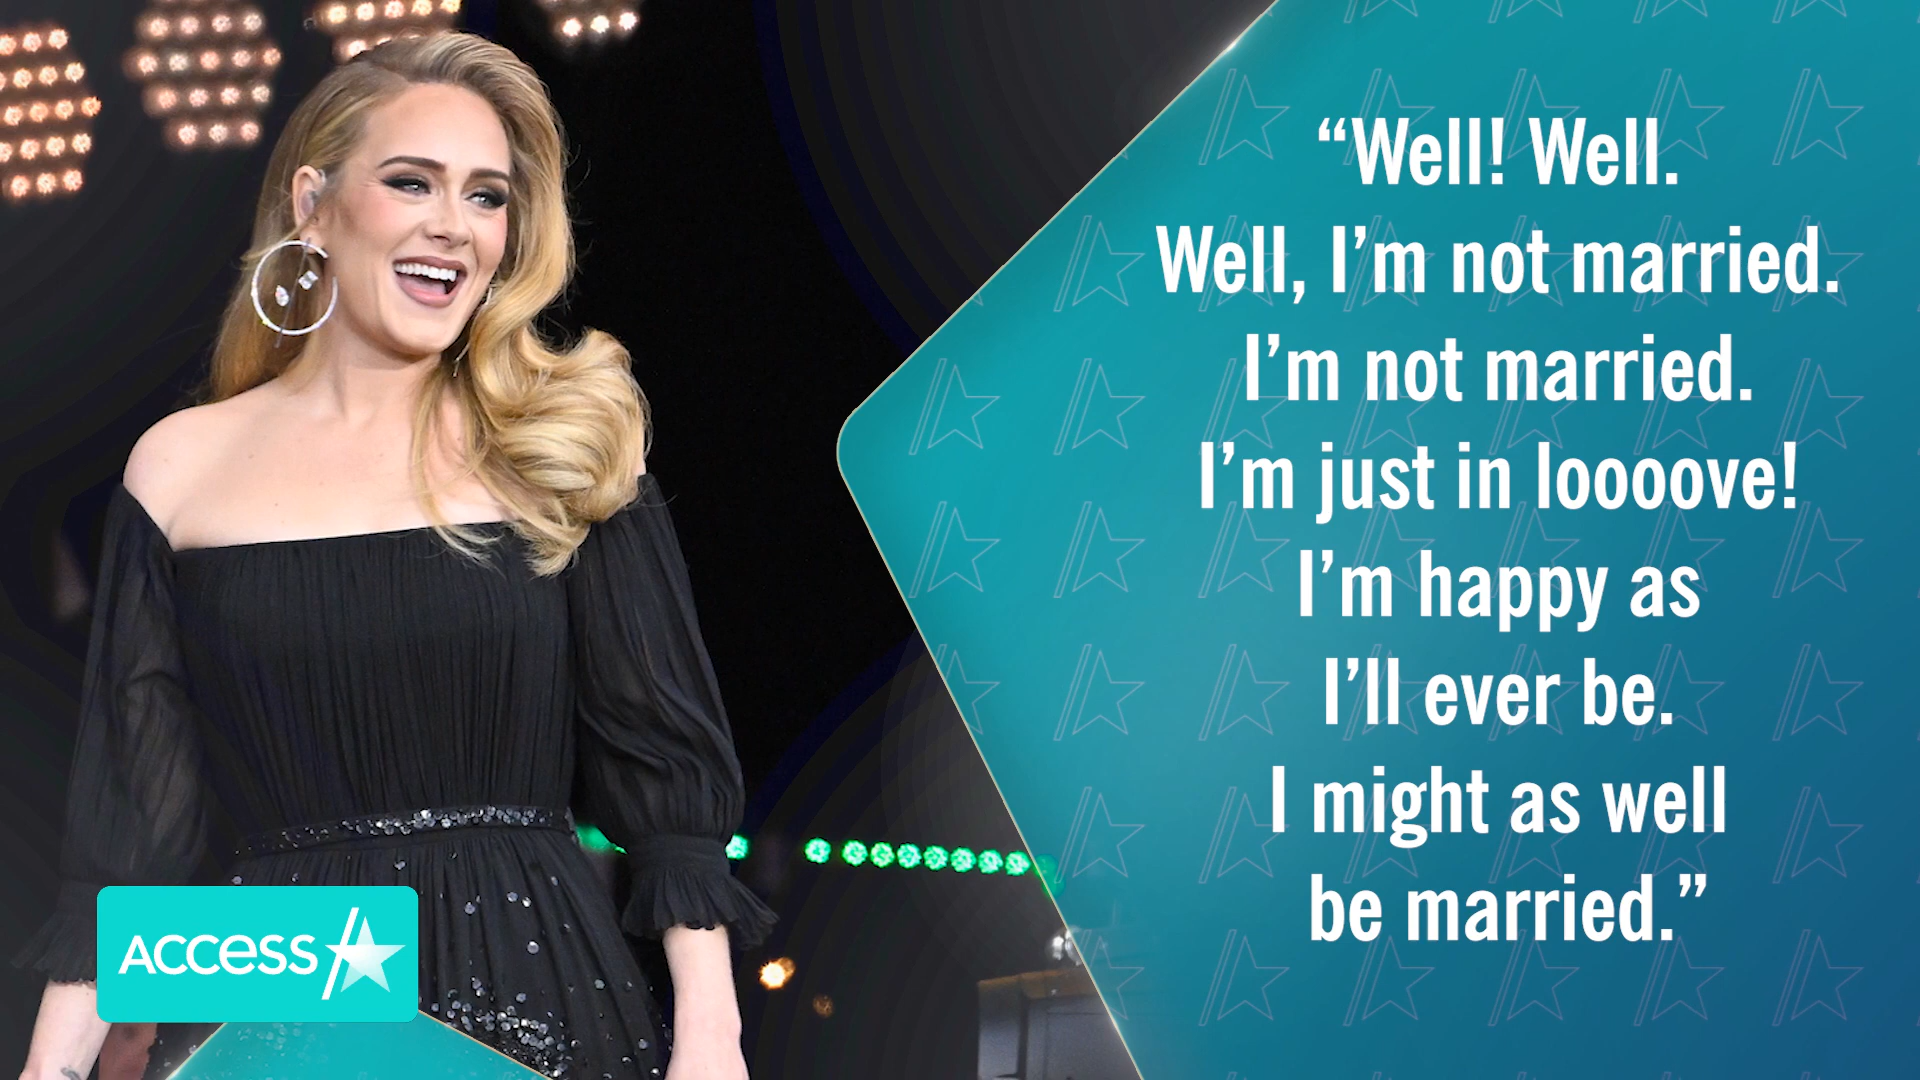 “Well! Well.
Well, I’m not married.
I’m not married.
I’m just in loooove!
I’m happy as
I’ll ever be.
I might as well
be married.”
ACCESS